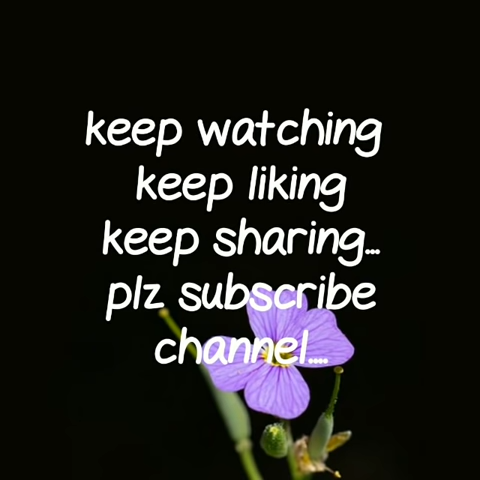 keep watching
keep liking
keep sharing...
plz subscribe
channel....